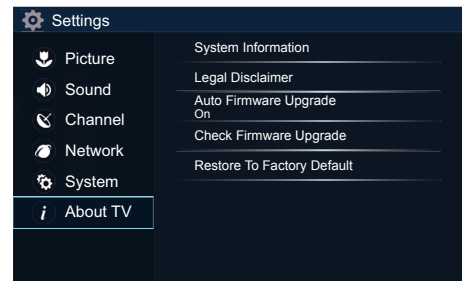 Settings
Picture
Sound
Channel
Network
System
About TV
System Information
Legal Disclaimer
Auto Firmware Upgrade
On
Check Firmware Upgrade
Restore To Factory Default